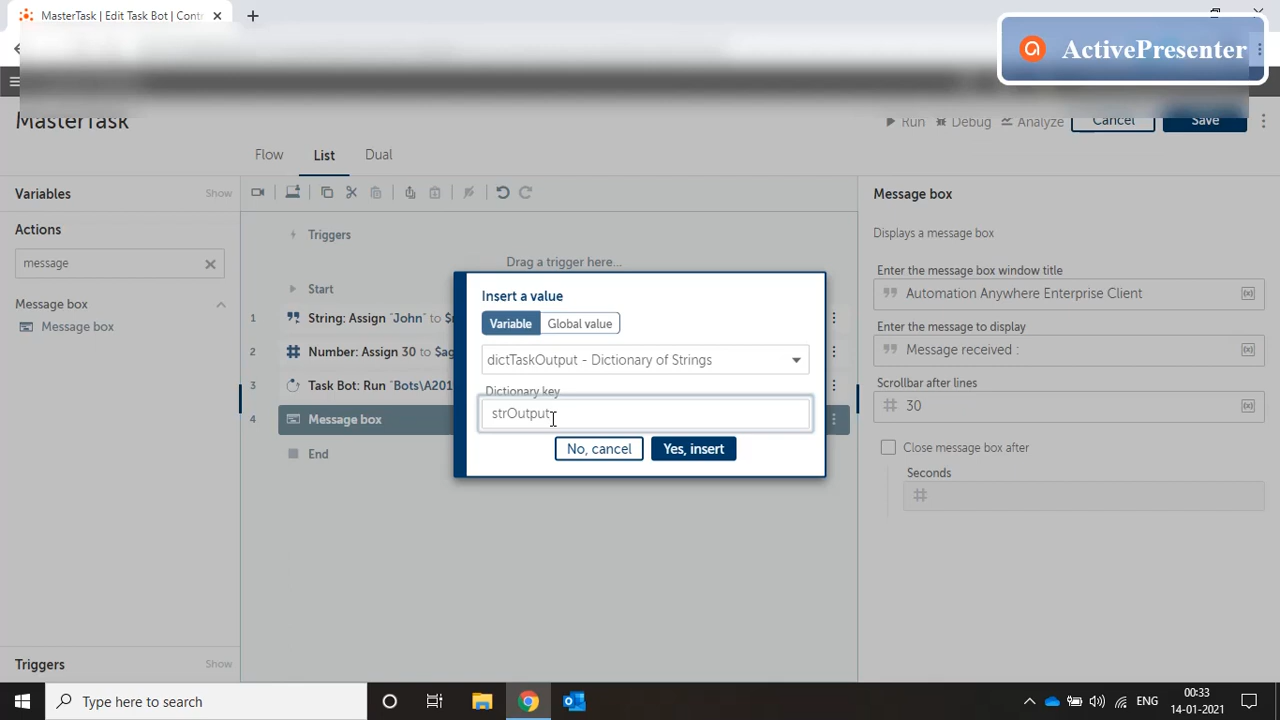 MasterTask | Edit Task Bot | Contr
ActivePresenter
MasterTask
Run
Debug
Analyze
Cancel
Save
Flow
List
Dual
Variables
Show
Actions
message
Message box
Message box
Triggers
Show
Triggers
Drag a trigger here...
Start
1 String: Assign "John" to $
2 Number: Assign 30 to $ag
3 Task Bot: Run "Bots\A201
4 Message box
End
Insert a value
Variable
Global value
dictTaskOutput - Dictionary of Strings
Dictionary key
strOutput
No, cancel
Yes, insert
Message box
Displays a message box
Enter the message box window title
Automation Anywhere Enterprise Client
Enter the message to display
Message received :
Scrollbar after lines
30
Close message box after
Seconds
Type here to search
ENG
00:33
14-01-2021